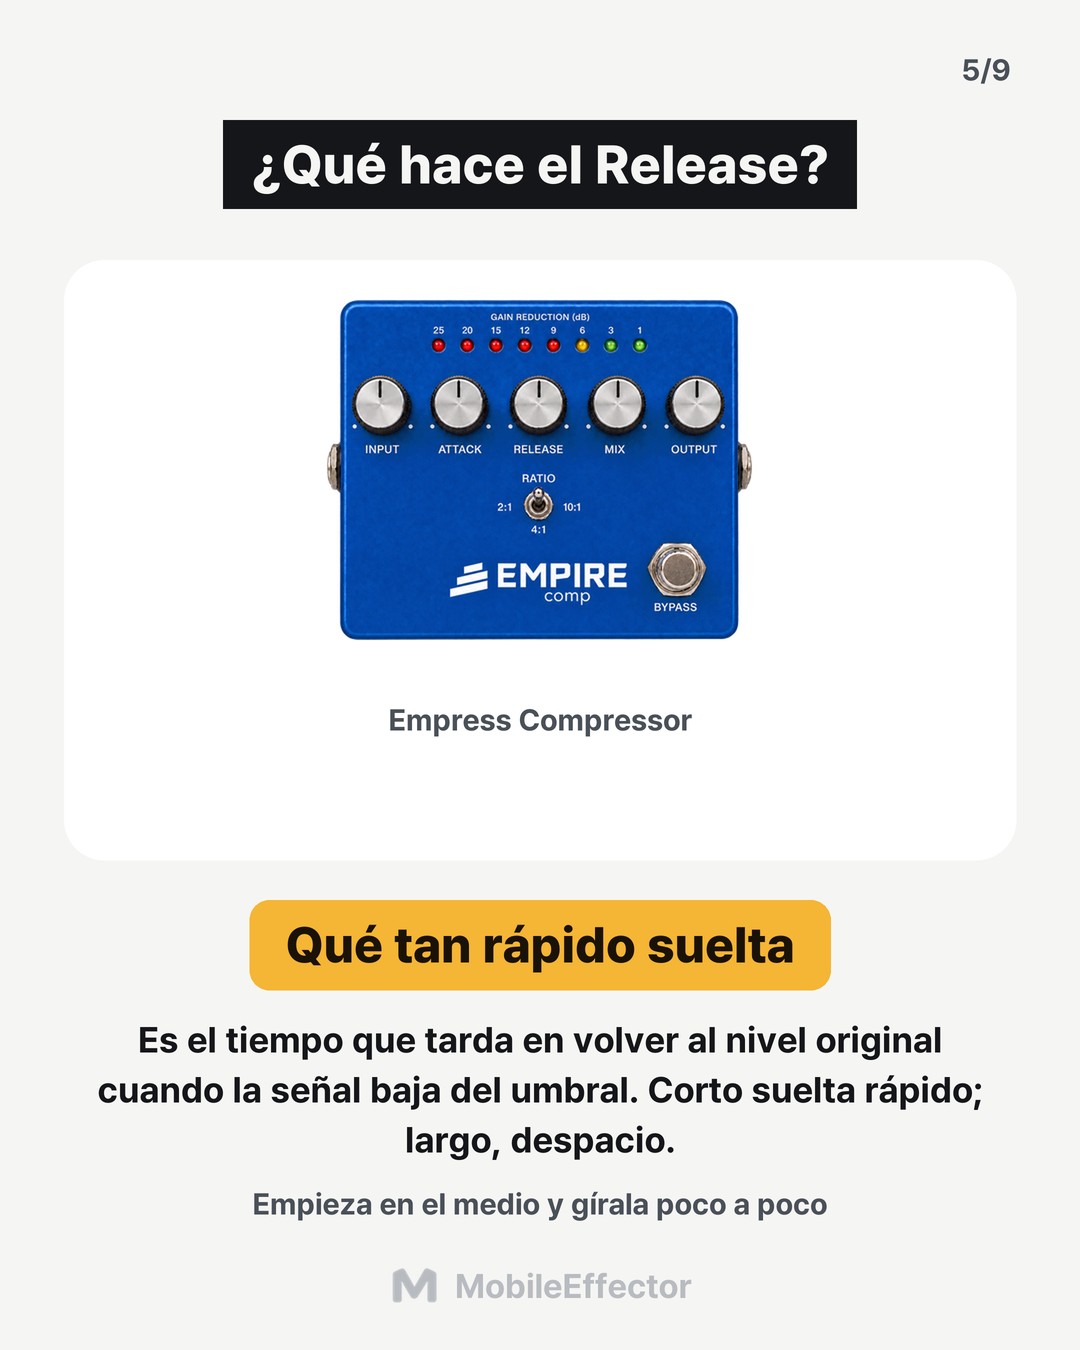 5/9
¿Qué hace el Release?
GAIN REDUCTION (dB)
25 20 15 12 9 6 3 1
INPUT ATTACK RELEASE MIX OUTPUT
RATIO
2:1 10:1
4:1
EMPIRE
comp
BYPASS
Empress Compressor
Qué tan rápido suelta
Es el tiempo que tarda en volver al nivel original
cuando la señal baja del umbral. Corto suelta rápido;
largo, despacio.
Empieza en el medio y gírala poco a poco
MobileEffector